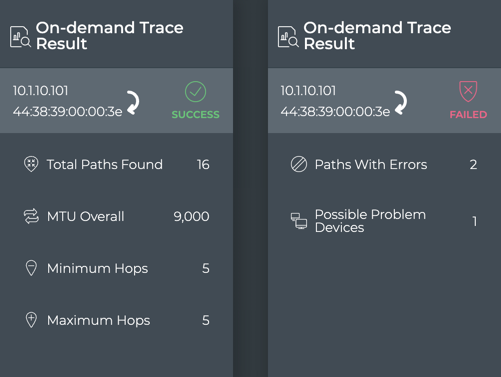 On-demand Trace
Result
10.1.10.101
44:38:39:00:00:3e
SUCCESS
Total Paths Found 16
MTU Overall 9,000
Minimum Hops 5
Maximum Hops 5
On-demand Trace
Result
10.1.10.101
44:38:39:00:00:3e
FAILED
Paths With Errors 2
Possible Problem
Devices 1